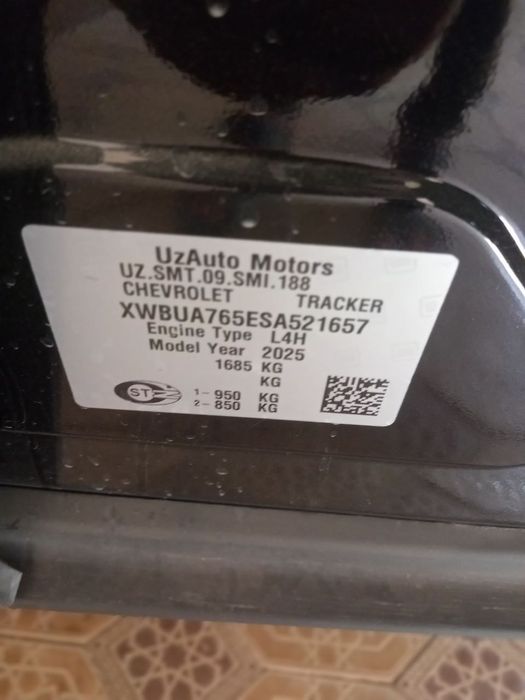 UzAuto Motors
UZ.SMT.09.SMI.188
CHEVROLET TRACKER
XWBUA765ESA521657
Engine Type L4H
Model Year 2025
1685 KG
KG
ST 1- 950 KG
2- 850 KG